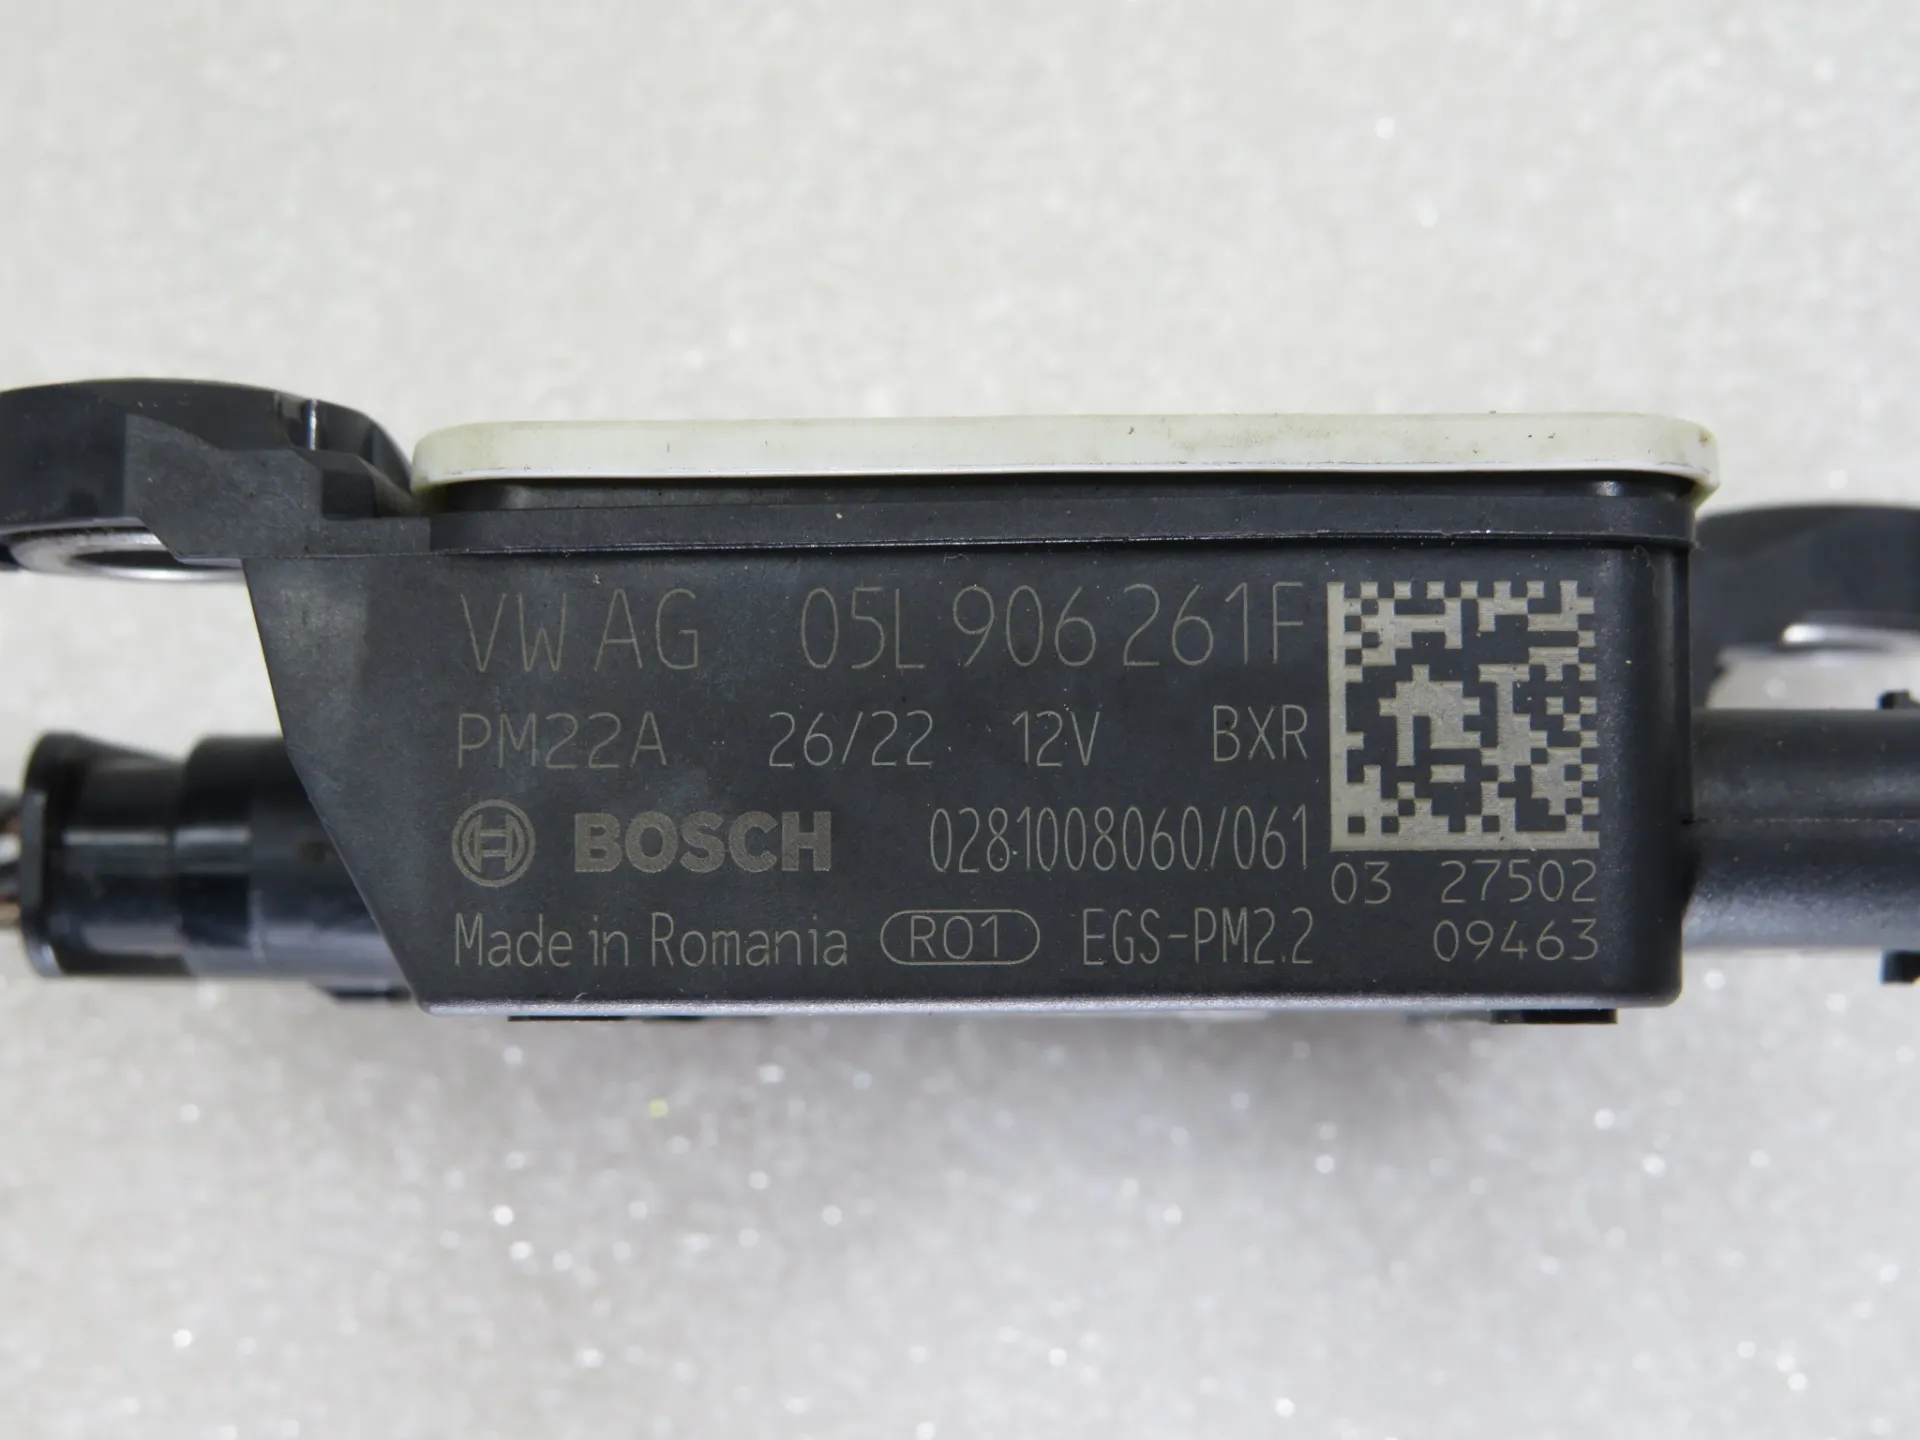 VW AG 05L 906 261F
PM22A 26/22 12V BXR
BOSCH 0281008060/061
03 27502
Made in Romania R01 EGS-PM2.2
09463